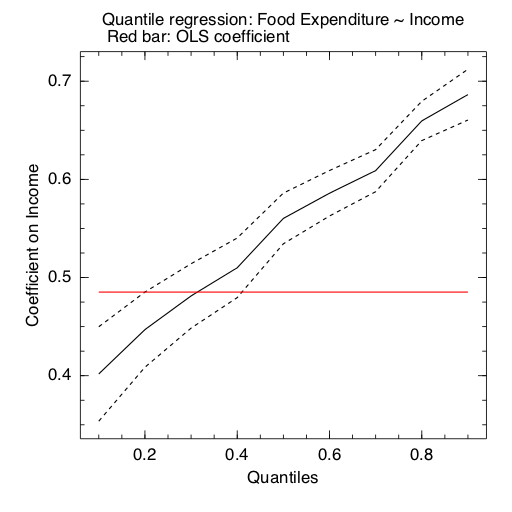 Quantile regression: Food Expenditure ~ Income
Red bar: OLS coefficient
0.7
0.6
0.5
0.4
Coefficient on Income
0.2
0.4
0.6
0.8
Quantiles